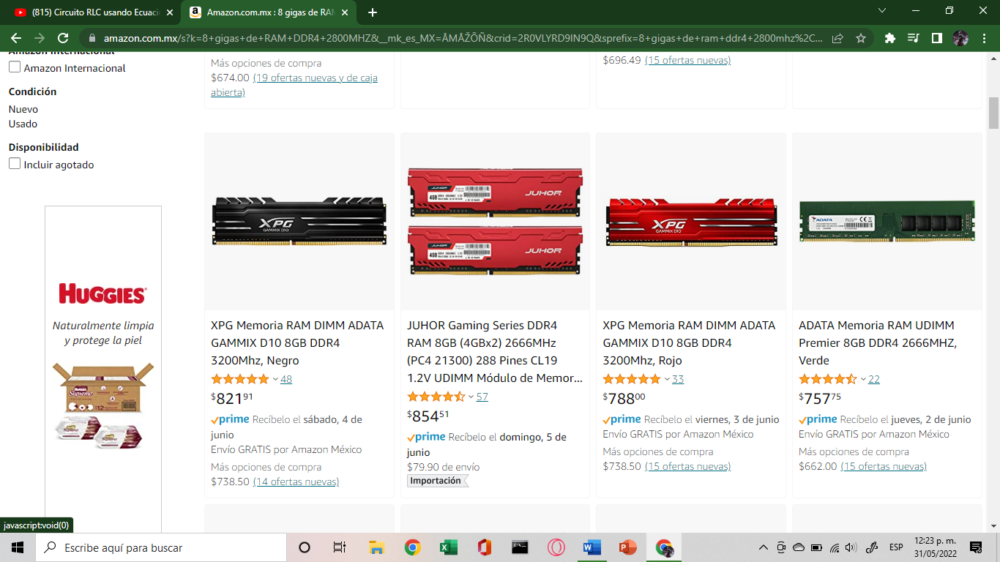 (815) Circuito RLC usando Ecuaci
Amazon.com.mx : 8 gigas de RAM
amazon.com.mx/s?k=8+gigas+de+RAM+DDR4+2800MHZ&__mk_es_MX=ÅMÅŽÕÑ&crid=2R0VLYRD9IN9Q&sprefix=8+gigas+de+ram+ddr4+2800mhz%2C...
Amazon Internacional
Amazon Internacional
Condición
Nuevo
Usado
Disponibilidad
Incluir agotado
HUGGIES
Naturalmente limpia
y protege la piel
Más opciones de compra
$674.00 (19 ofertas nuevas y de caja
abierta)
$696.49 (15 ofertas nuevas)
XPG
GAMMIX D10
XPG Memoria RAM DIMM ADATA
GAMMIX D10 8GB DDR4
3200Mhz, Negro
48
$821.91
prime Recíbelo el sábado, 4 de
junio
Envío GRATIS por Amazon México
Más opciones de compra
$738.50 (14 ofertas nuevas)
JUHOR
4GB
JUHOR
4GB
JUHOR Gaming Series DDR4
RAM 8GB (4GBx2) 2666MHz
(PC4 21300) 288 Pines CL19
1.2V UDIMM Módulo de Memor...
57
$854.51
prime Recíbelo el domingo, 5 de
junio
$79.90 de envío
Importación
XPG
GAMMIX D10
XPG Memoria RAM DIMM ADATA
GAMMIX D10 8GB DDR4
3200Mhz, Rojo
33
$788.00
prime Recíbelo el viernes, 3 de junio
Envío GRATIS por Amazon México
Más opciones de compra
$738.50 (15 ofertas nuevas)
ADATA
ADATA Memoria RAM UDIMM
Premier 8GB DDR4 2666MHZ,
Verde
22
$757.75
prime Recíbelo el jueves, 2 de junio
Envío GRATIS por Amazon México
Más opciones de compra
$662.00 (15 ofertas nuevas)
javascript:void(0)
Escribe aquí para buscar
ESP
12:23 p. m.
31/05/2022